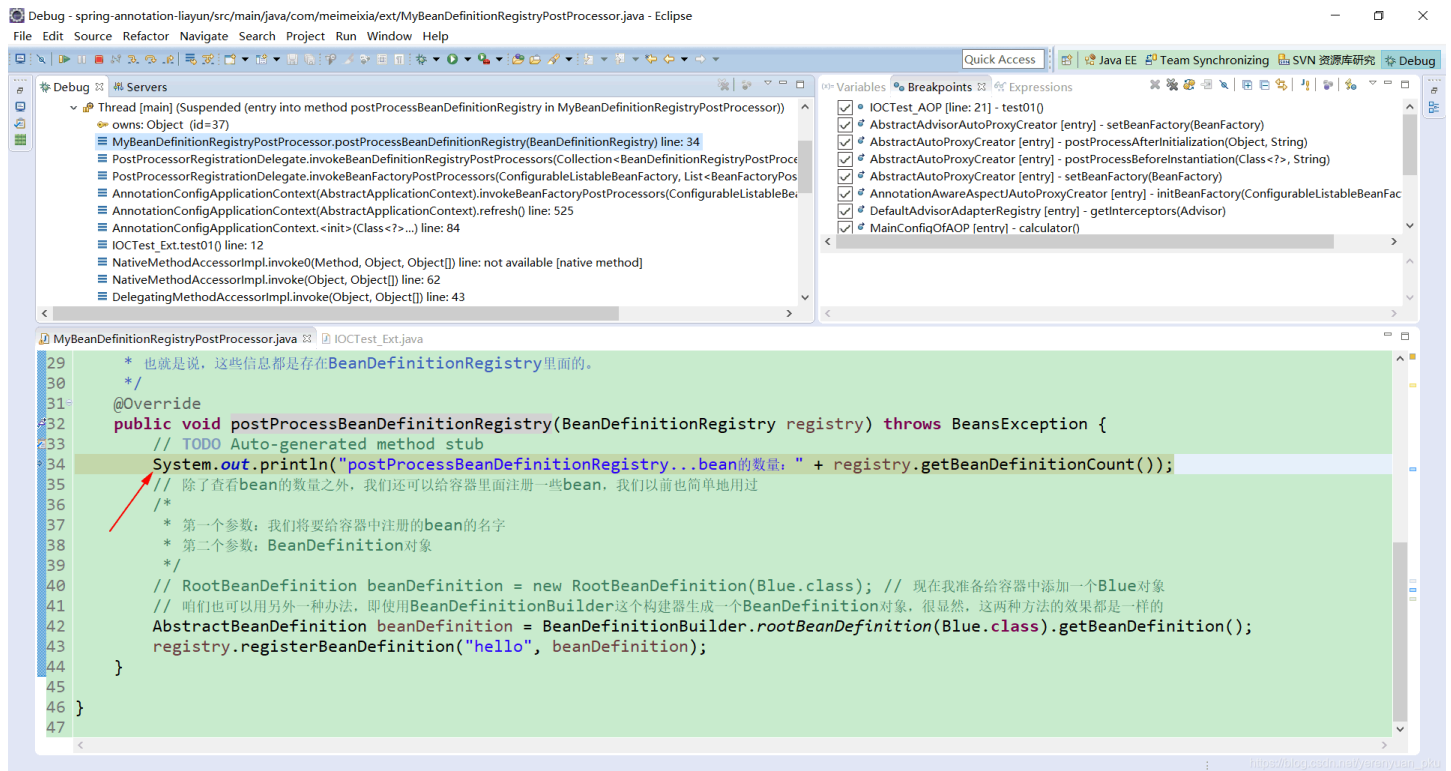 Debug - spring-annotation-liayun/src/main/java/com/meimeixia/ext/MyBeanDefinitionRegistryPostProcessor.java - Eclipse
File Edit Source Refactor Navigate Search Project Run Window Help
Quick Access Java EE Team Synchronizing SVN 资源库研究 Debug
Debug Servers
Thread [main] (Suspended (entry into method postProcessBeanDefinitionRegistry in MyBeanDefinitionRegistryPostProcessor))
owns: Object (id=37)
MyBeanDefinitionRegistryPostProcessor.postProcessBeanDefinitionRegistry(BeanDefinitionRegistry) line: 34
PostProcessorRegistrationDelegate.invokeBeanDefinitionRegistryPostProcessors(Collection<BeanDefinitionRegistryPostProce
PostProcessorRegistrationDelegate.invokeBeanFactoryPostProcessors(ConfigurableListableBeanFactory, List<BeanFactoryPos
AnnotationConfigApplicationContext(AbstractApplicationContext).invokeBeanFactoryPostProcessors(ConfigurableListableBea
AnnotationConfigApplicationContext(AbstractApplicationContext).refresh() line: 525
AnnotationConfigApplicationContext.<init>(Class<?>...) line: 84
IOCTest_Ext.test01() line: 12
NativeMethodAccessorImpl.invoke0(Method, Object, Object[]) line: not available [native method]
NativeMethodAccessorImpl.invoke(Object, Object[]) line: 62
DelegatingMethodAccessorImpl.invoke(Object, Object[]) line: 43
Variables Breakpoints Expressions
IOCTest_AOP [line: 21] - test01()
AbstractAdvisorAutoProxyCreator [entry] - setBeanFactory(BeanFactory)
AbstractAutoProxyCreator [entry] - postProcessAfterInitialization(Object, String)
AbstractAutoProxyCreator [entry] - postProcessBeforeInstantiation(Class<?>, String)
AbstractAutoProxyCreator [entry] - setBeanFactory(BeanFactory)
AnnotationAwareAspectJAutoProxyCreator [entry] - initBeanFactory(ConfigurableListableBeanFac
DefaultAdvisorAdapterRegistry [entry] - getInterceptors(Advisor)
MainConfigOfAOP [entry] - calculator()
MyBeanDefinitionRegistryPostProcessor.java IOCTest_Ext.java
29 * 也就是说，这些信息都是存在BeanDefinitionRegistry里面的。
30 */
31 @Override
32 public void postProcessBeanDefinitionRegistry(BeanDefinitionRegistry registry) throws BeansException {
33 // TODO Auto-generated method stub
34 System.out.println("postProcessBeanDefinitionRegistry...bean的数量：" + registry.getBeanDefinitionCount());
35 // 除了查看bean的数量之外，我们还可以给容器里面注册一些bean，我们以前也简单地用过
36 /*
37 * 第一个参数：我们将要给容器中注册的bean的名字
38 * 第二个参数：BeanDefinition对象
39 */
40 // RootBeanDefinition beanDefinition = new RootBeanDefinition(Blue.class); // 现在我准备给容器中添加一个Blue对象
41 // 咱们也可以用另外一种办法，即使用BeanDefinitionBuilder这个构建器生成一个BeanDefinition对象，很显然，这两种方法的效果都是一样的
42 AbstractBeanDefinition beanDefinition = BeanDefinitionBuilder.rootBeanDefinition(Blue.class).getBeanDefinition();
43 registry.registerBeanDefinition("hello", beanDefinition);
44 }
45
46 }
47
https://blog.csdn.net/yerenyuan_pku